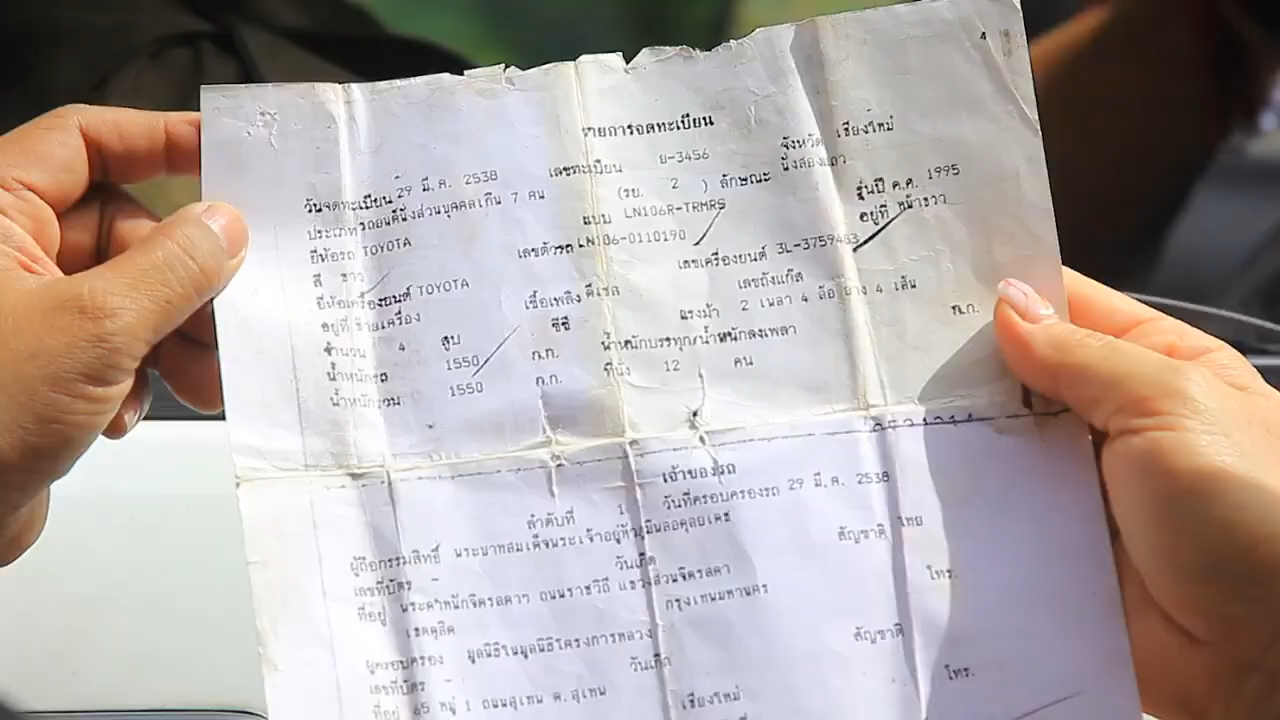 4
รายการจดทะเบียน
วันจดทะเบียน 29 มี.ค. 2538 เลขทะเบียน ย-3456 จังหวัด เชียงใหม่
ประเภท รถยนต์นั่งส่วนบุคคลเกิน 7 คน (รย. 2 ) ลักษณะ นั่งสองแถว
ยี่ห้อรถ TOYOTA แบบ LN106R-TRMRS รุ่นปี ค.ศ. 1995
สี ขาว เลขตัวรถ LN106-0110190 อยู่ที่ หน้าขวา
ยี่ห้อเครื่องยนต์ TOYOTA เลขเครื่องยนต์ 3L-3759463
อยู่ที่ ซ้ายเครื่อง เชื้อเพลิง ดีเซล เลขถังแก๊ส
จำนวน 4 สูบ ซีซี แรงม้า 2 เพลา 4 ล้อ ยาง 4 เส้น
น้ำหนักรถ 1550 ก.ก. น้ำหนักบรรทุก/น้ำหนักลงเพลา ก.ก.
น้ำหนักรวม 1550 ก.ก. ที่นั่ง 12 คน
เจ้าของรถ
ลำดับที่ 1 วันที่ครอบครองรถ 29 มี.ค. 2538
ผู้ถือกรรมสิทธิ์ พระบาทสมเด็จพระเจ้าอยู่หัวภูมิพลอดุลยเดช
เลขที่บัตร วันเกิด สัญชาติ ไทย
ที่อยู่ พระตำหนักจิตรลดาฯ ถนนราชวิถี แขวงสวนจิตรลดา
เขตดุสิต กรุงเทพมหานคร โทร.
ผู้ครอบครอง มูลนิธิในมูลนิธิโครงการหลวง
เลขที่บัตร วันเกิด สัญชาติ
ที่อยู่ 65 หมู่ 1 ถนนสุเทพ ต.สุเทพ
เชียงใหม่ โทร.